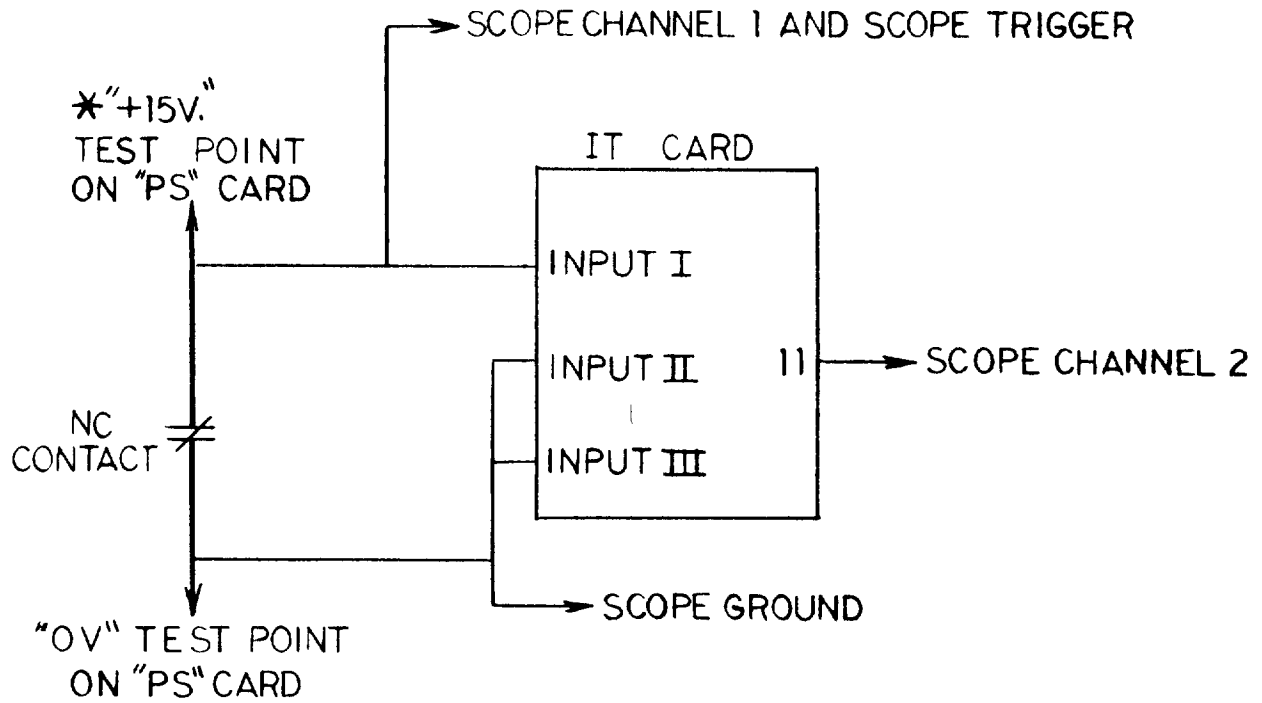 SCOPE CHANNEL 1 AND SCOPE TRIGGER
*"+15V."
TEST POINT
ON "PS" CARD
IT CARD
INPUT I
INPUT II
11
SCOPE CHANNEL 2
NC
CONTACT
INPUT III
SCOPE GROUND
"OV" TEST POINT
ON "PS" CARD